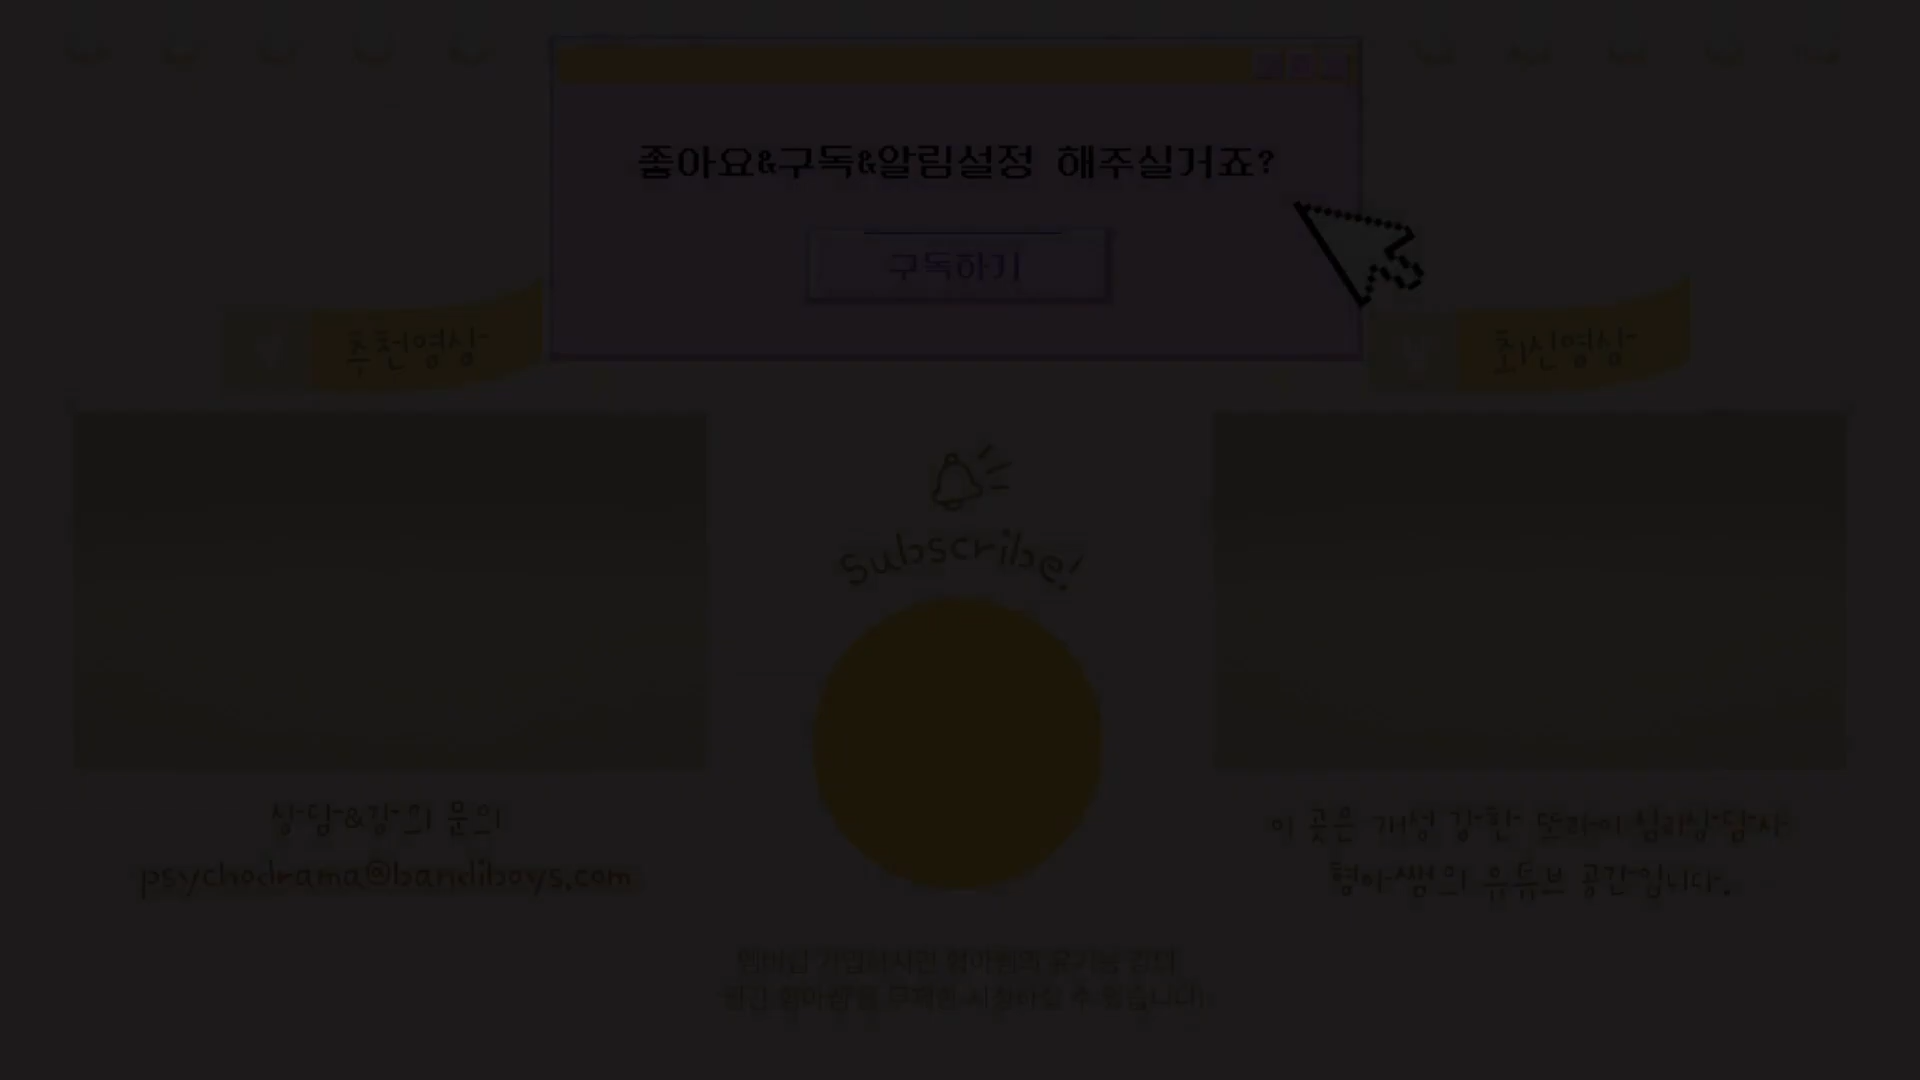 좋아요&구독&알림설정 해주실거죠?
구독하기
추천영상
최신영상
Subscribe!
상담&강의 문의
psychodrama@bandiboys.com
이 곳은 개성 강한 또라이 심리상담사
형아쌤의 유튜브 공간입니다.